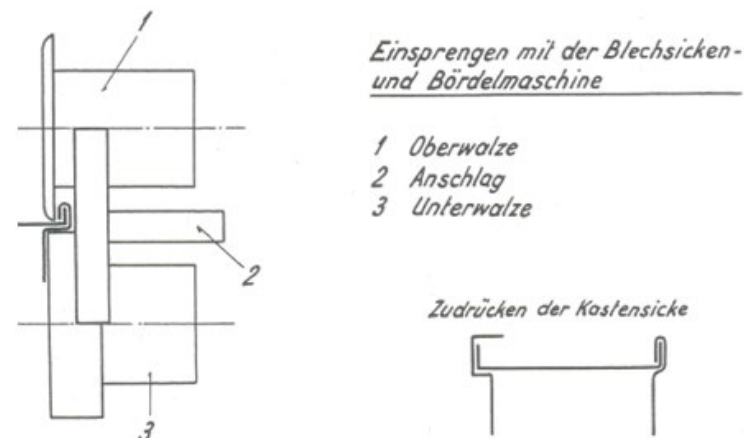 1
Einsprengen mit der Blechsicken-
und Bördelmaschine
1 Oberwalze
2 Anschlag
3 Unterwalze
2
Zudrücken der Kastensicke
3